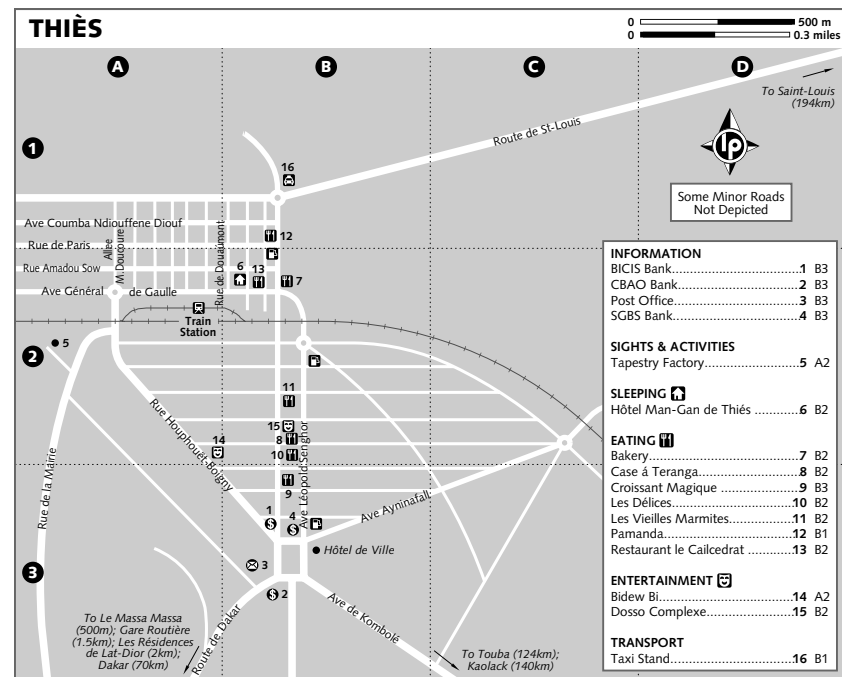 THIÈS
0 500 m
0 0.3 miles
A B C D
To Saint-Louis
(194km)
1
Route de St-Louis
16
lp
Some Minor Roads
Not Depicted
Ave Coumba Ndiouffene Diouf
12
Rue de Paris
Allee
M.Doucoure
Rue de Douaumont
Rue Amadou Sow
6
13
7
Ave Général de Gaulle
Train
Station
2
5
11
Rue Houphouët-Boigny
15
14
8
10
Ave Léopold Senghor
Rue de la Mairie
9
Ave Ayninafall
1
4
Hôtel de Ville
3
3
2
Ave de Kombolé
Route de Dakar
To Le Massa Massa
(500m); Gare Routière
(1.5km); Les Résidences
de Lat-Dior (2km);
Dakar (70km)
To Touba (124km);
Kaolack (140km)
INFORMATION
BICIS Bank...........................1 B3
CBAO Bank..........................2 B3
Post Office...........................3 B3
SGBS Bank...........................4 B3
SIGHTS & ACTIVITIES
Tapestry Factory....................5 A2
SLEEPING
Hôtel Man-Gan de Thiés ........6 B2
EATING
Bakery.................................7 B2
Case á Teranga.....................8 B2
Croissant Magique ................9 B3
Les Délices..........................10 B2
Les Vieilles Marmites............11 B2
Pamanda.............................12 B1
Restaurant le Cailcedrat .......13 B2
ENTERTAINMENT
Bidew Bi.............................14 A2
Dosso Complexe..................15 B2
TRANSPORT
Taxi Stand...........................16 B1